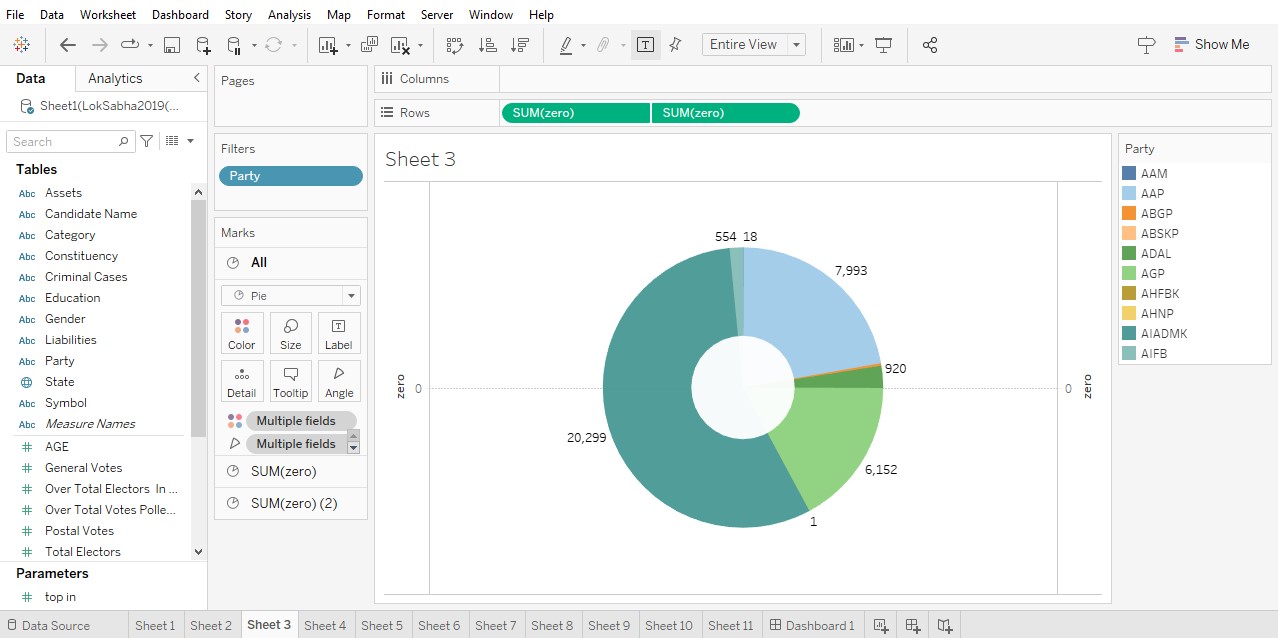 File Data Worksheet Dashboard Story Analysis Map Format Server Window Help
Entire View
Show Me
Data Analytics
Sheet1(LokSabha2019(...
Search
Tables
Abc Assets
Abc Candidate Name
Abc Category
Abc Constituency
Abc Criminal Cases
Abc Education
Abc Gender
Abc Liabilities
Abc Party
State
Abc Symbol
Abc Measure Names
# AGE
# General Votes
# Over Total Electors In ...
# Over Total Votes Polle...
# Postal Votes
# Total Electors
Parameters
# top in
Pages
Filters
Party
Marks
All
Pie
Color Size Label
Detail Tooltip Angle
Multiple fields
Multiple fields
SUM(zero)
SUM(zero) (2)
Columns
Rows SUM(zero) SUM(zero)
Sheet 3
554 18
7,993
920
6,152
1
20,299
zero 0
0 zero
Party
AAM
AAP
ABGP
ABSKP
ADAL
AGP
AHFBK
AHNP
AIADMK
AIFB
Data Source Sheet 1 Sheet 2 Sheet 3 Sheet 4 Sheet 5 Sheet 6 Sheet 7 Sheet 8 Sheet 9 Sheet 10 Sheet 11 Dashboard 1